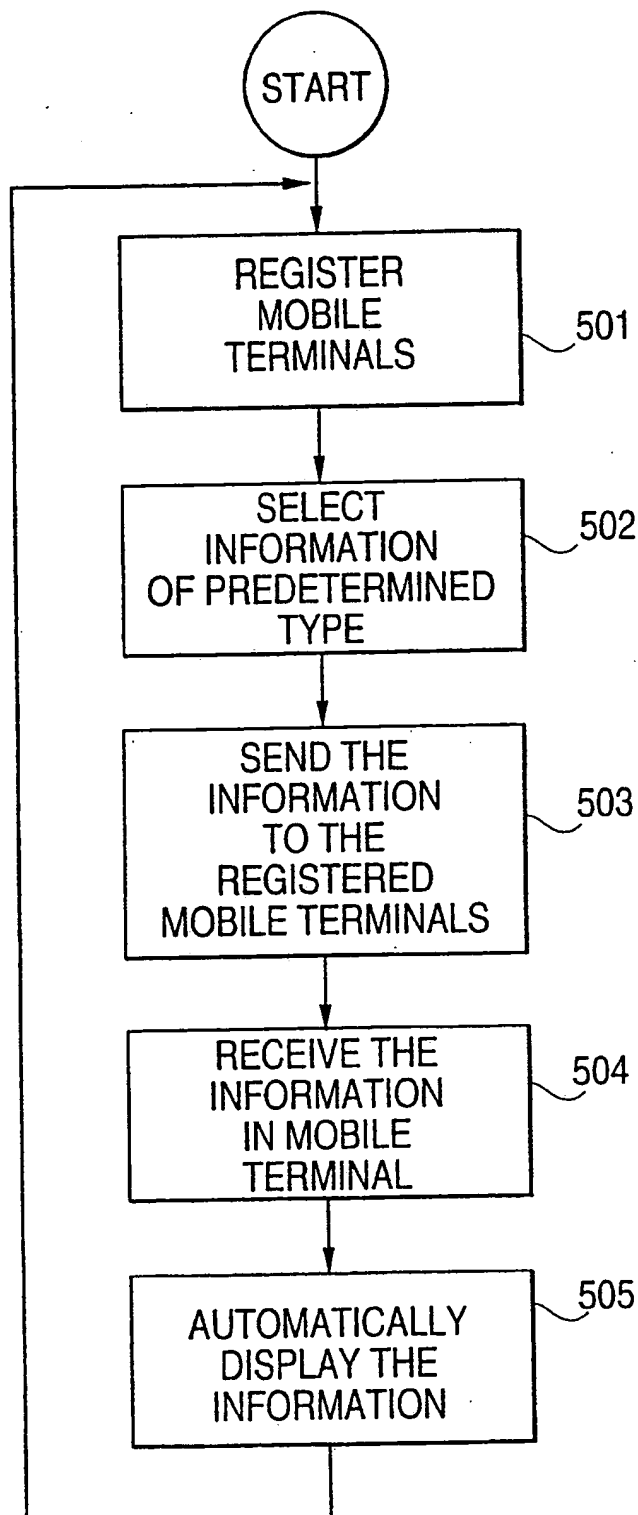 START
REGISTER
MOBILE
TERMINALS
501
SELECT
INFORMATION
OF PREDETERMINED
TYPE
502
SEND THE
INFORMATION
TO THE
REGISTERED
MOBILE TERMINALS
503
RECEIVE THE
INFORMATION
IN MOBILE
TERMINAL
504
AUTOMATICALLY
DISPLAY THE
INFORMATION
505